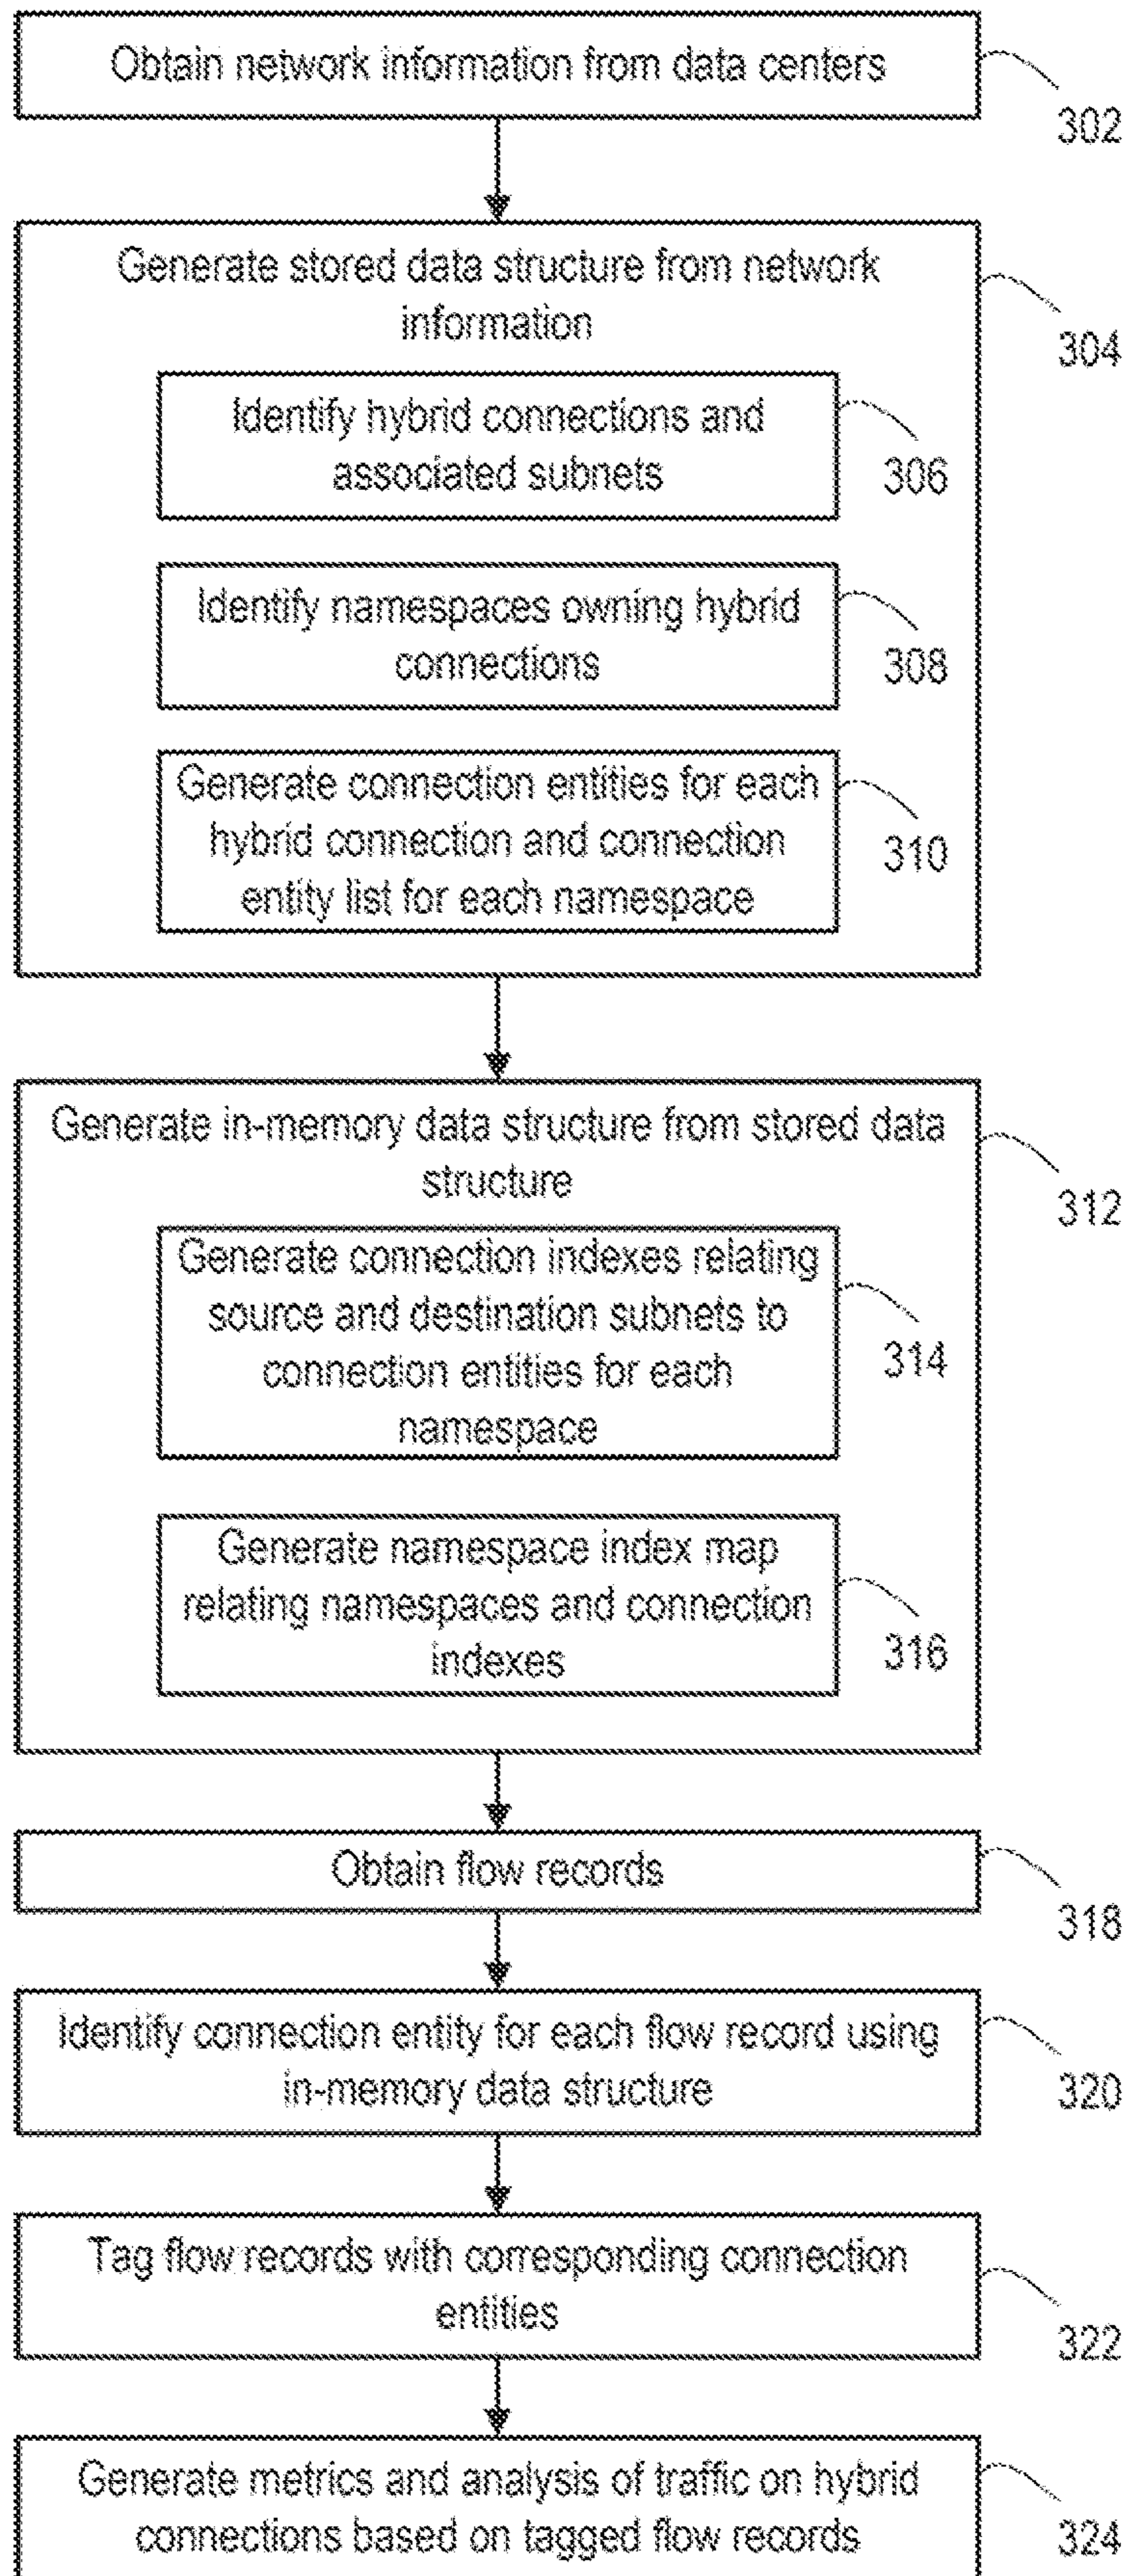 Obtain network information from data centers
302
Generate stored data structure from network
information
304
Identify hybrid connections and
associated subnets
306
Identify namespaces owning hybrid
connections
308
Generate connection entities for each
hybrid connection and connection
entity list for each namespace
310
Generate in-memory data structure from stored data
structure
312
Generate connection indexes relating
source and destination subnets to
connection entities for each
namespace
314
Generate namespace index map
relating namespaces and connection
indexes
316
Obtain flow records
318
Identify connection entity for each flow record using
in-memory data structure
320
Tag flow records with corresponding connection
entities
322
Generate metrics and analysis of traffic on hybrid
connections based on tagged flow records
324